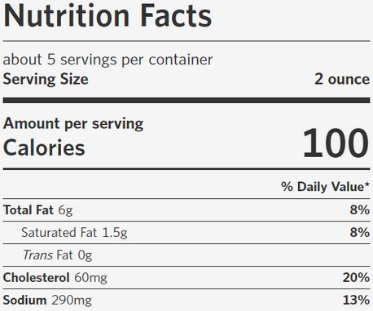 Nutrition Facts
about 5 servings per container
Serving Size 2 ounce
Amount per serving
Calories 100
% Daily Value*
Total Fat 6g 8%
Saturated Fat 1.5g 8%
Trans Fat 0g
Cholesterol 60mg 20%
Sodium 290mg 13%